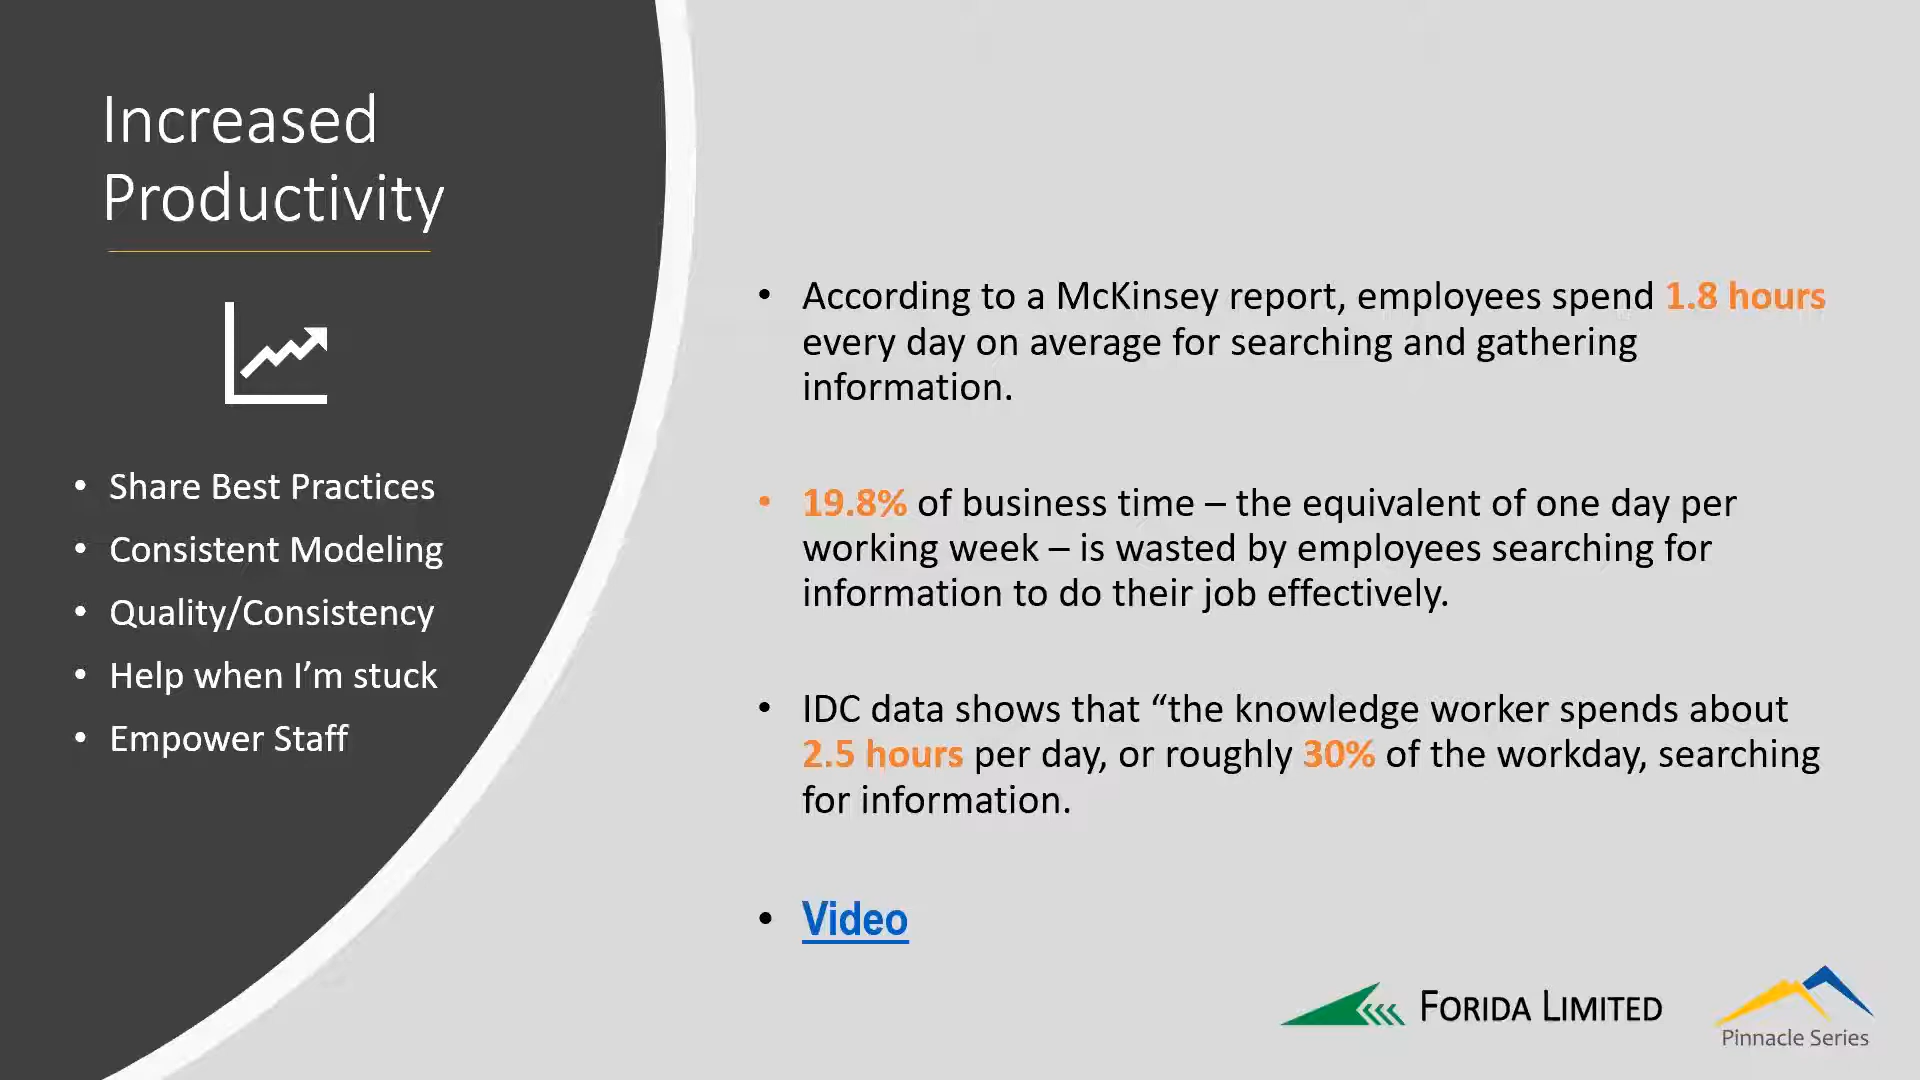 Increased
Productivity
• Share Best Practices
• Consistent Modeling
• Quality/Consistency
• Help when I’m stuck
• Empower Staff
• According to a McKinsey report, employees spend 1.8 hours
every day on average for searching and gathering
information.
• 19.8% of business time – the equivalent of one day per
working week – is wasted by employees searching for
information to do their job effectively.
• IDC data shows that “the knowledge worker spends about
2.5 hours per day, or roughly 30% of the workday, searching
for information.
• Video
FORIDA LIMITED
Pinnacle Series